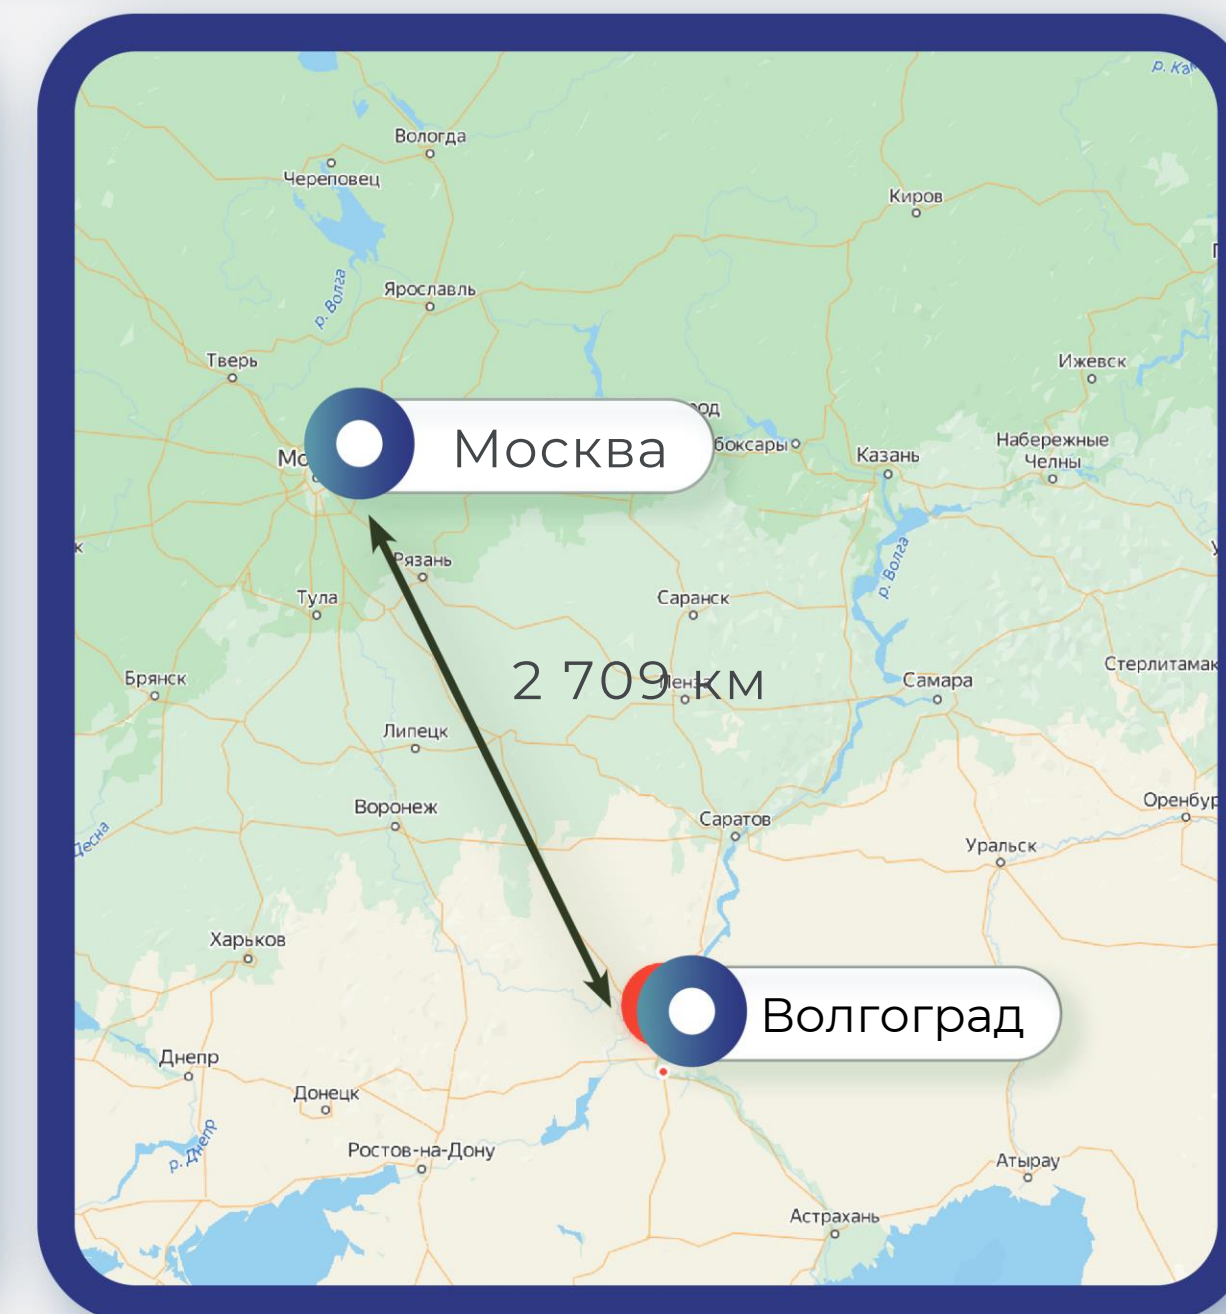 р. Ка
Вологда
Череповец
Киров
Ярославль
р. Волга
Тверь
Ижевск
од
Москва
Мо
боксары
Казань
Набережные
Челны
к
Рязань
р. Волга
Тула
Саранск
2 709 км
Пенза
Брянск
Самара
Стерлитамак
Липецк
Воронеж
Саратов
Оренбур
Десна
Уральск
Харьков
Волгоград
Днепр
Донецк
р. Днепр
Ростов-на-Дону
Атырау
Астрахань